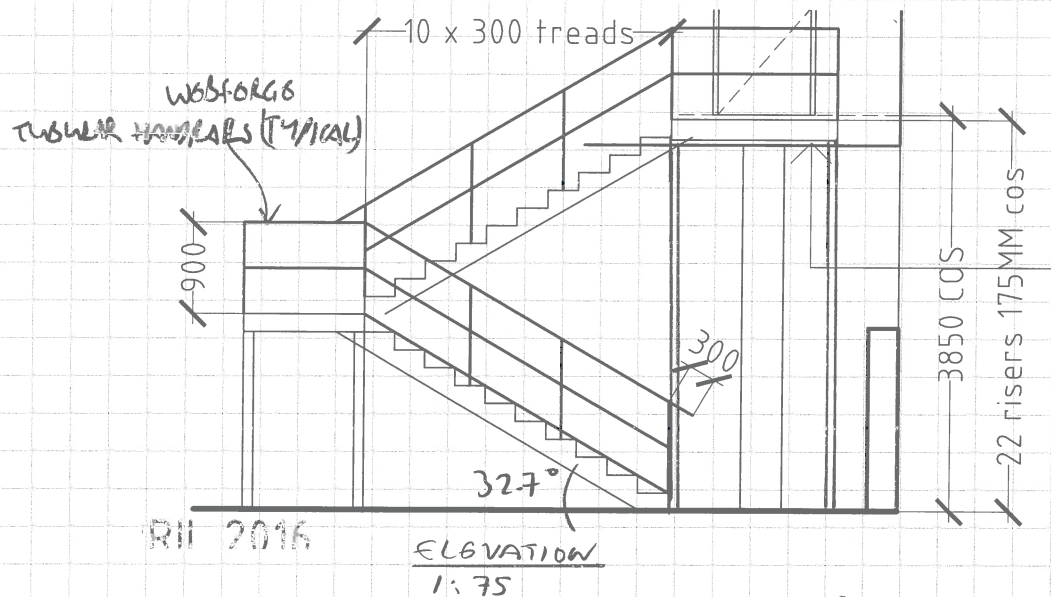 10 x 300 treads
WEBFORGE
TUBULAR HANDRAILS (TYPICAL)
900
300
3850 COS
22 risers 175MM cos
32.7°
ELEVATION
1:75
2016